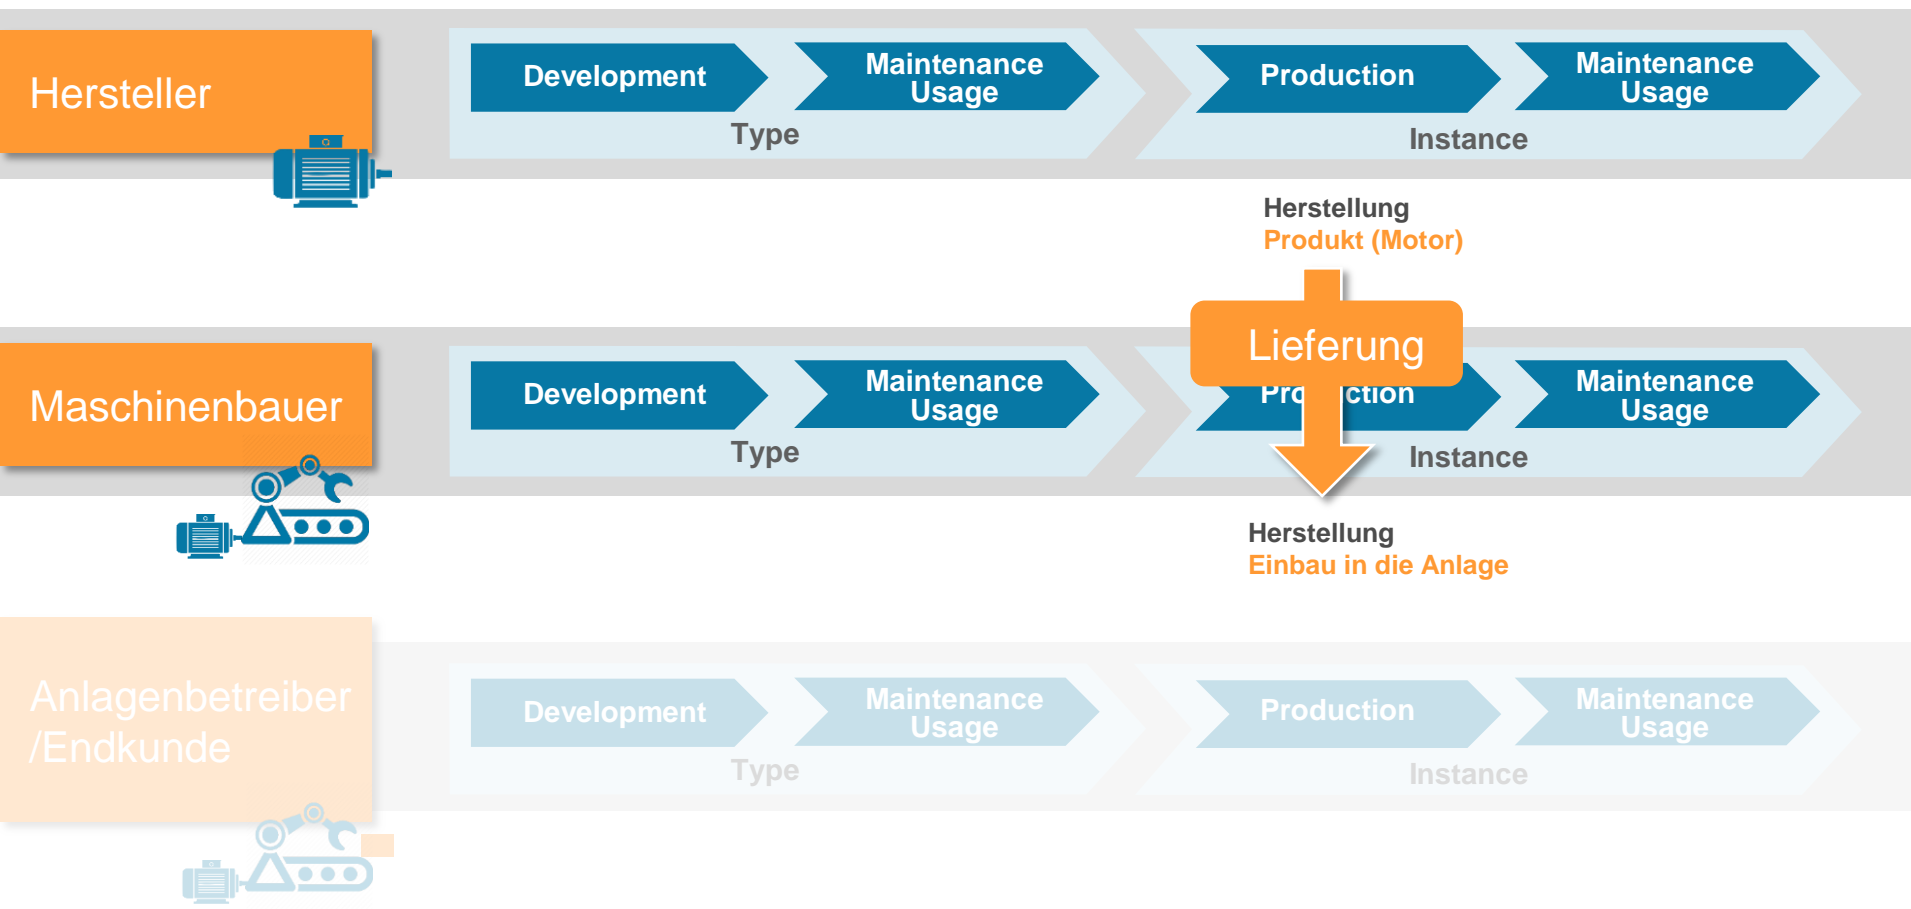 Hersteller
Development
Maintenance
Usage
Type
Production
Maintenance
Usage
Instance
Herstellung
Produkt (Motor)
Lieferung
Maschinenbauer
Development
Maintenance
Usage
Type
Production
Maintenance
Usage
Instance
Herstellung
Einbau in die Anlage
Anlagenbetreiber
/Endkunde
Development
Maintenance
Usage
Type
Production
Maintenance
Usage
Instance